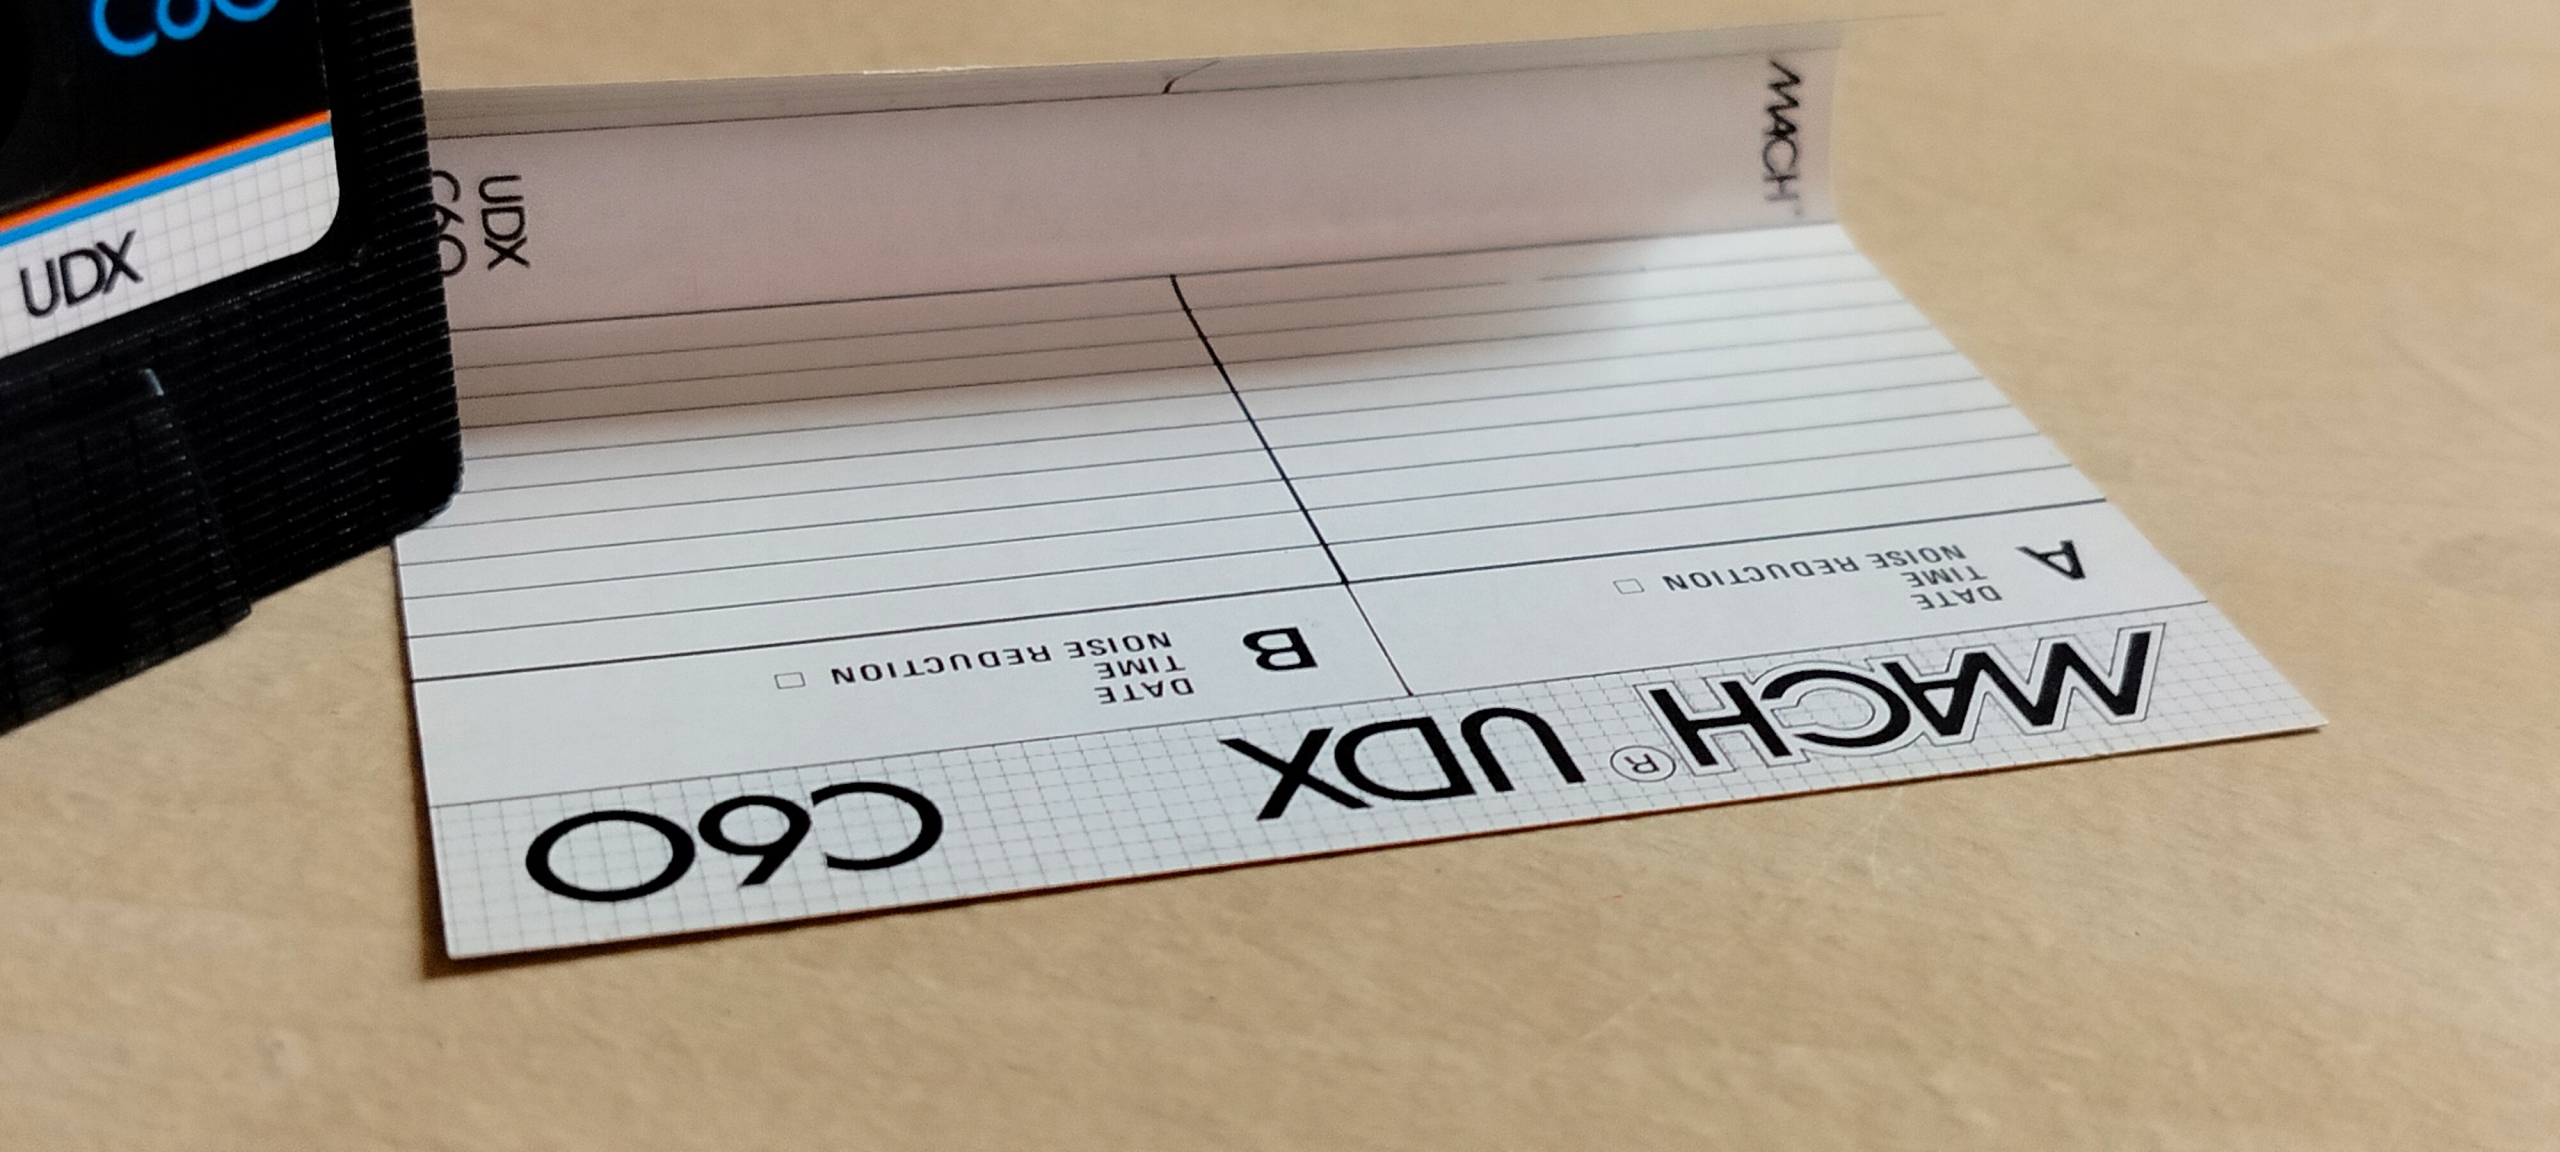 C60
UDX
UDX
C60
MACH
MACH® UDX C60
A
DATE
TIME
NOISE REDUCTION
B
DATE
TIME
NOISE REDUCTION